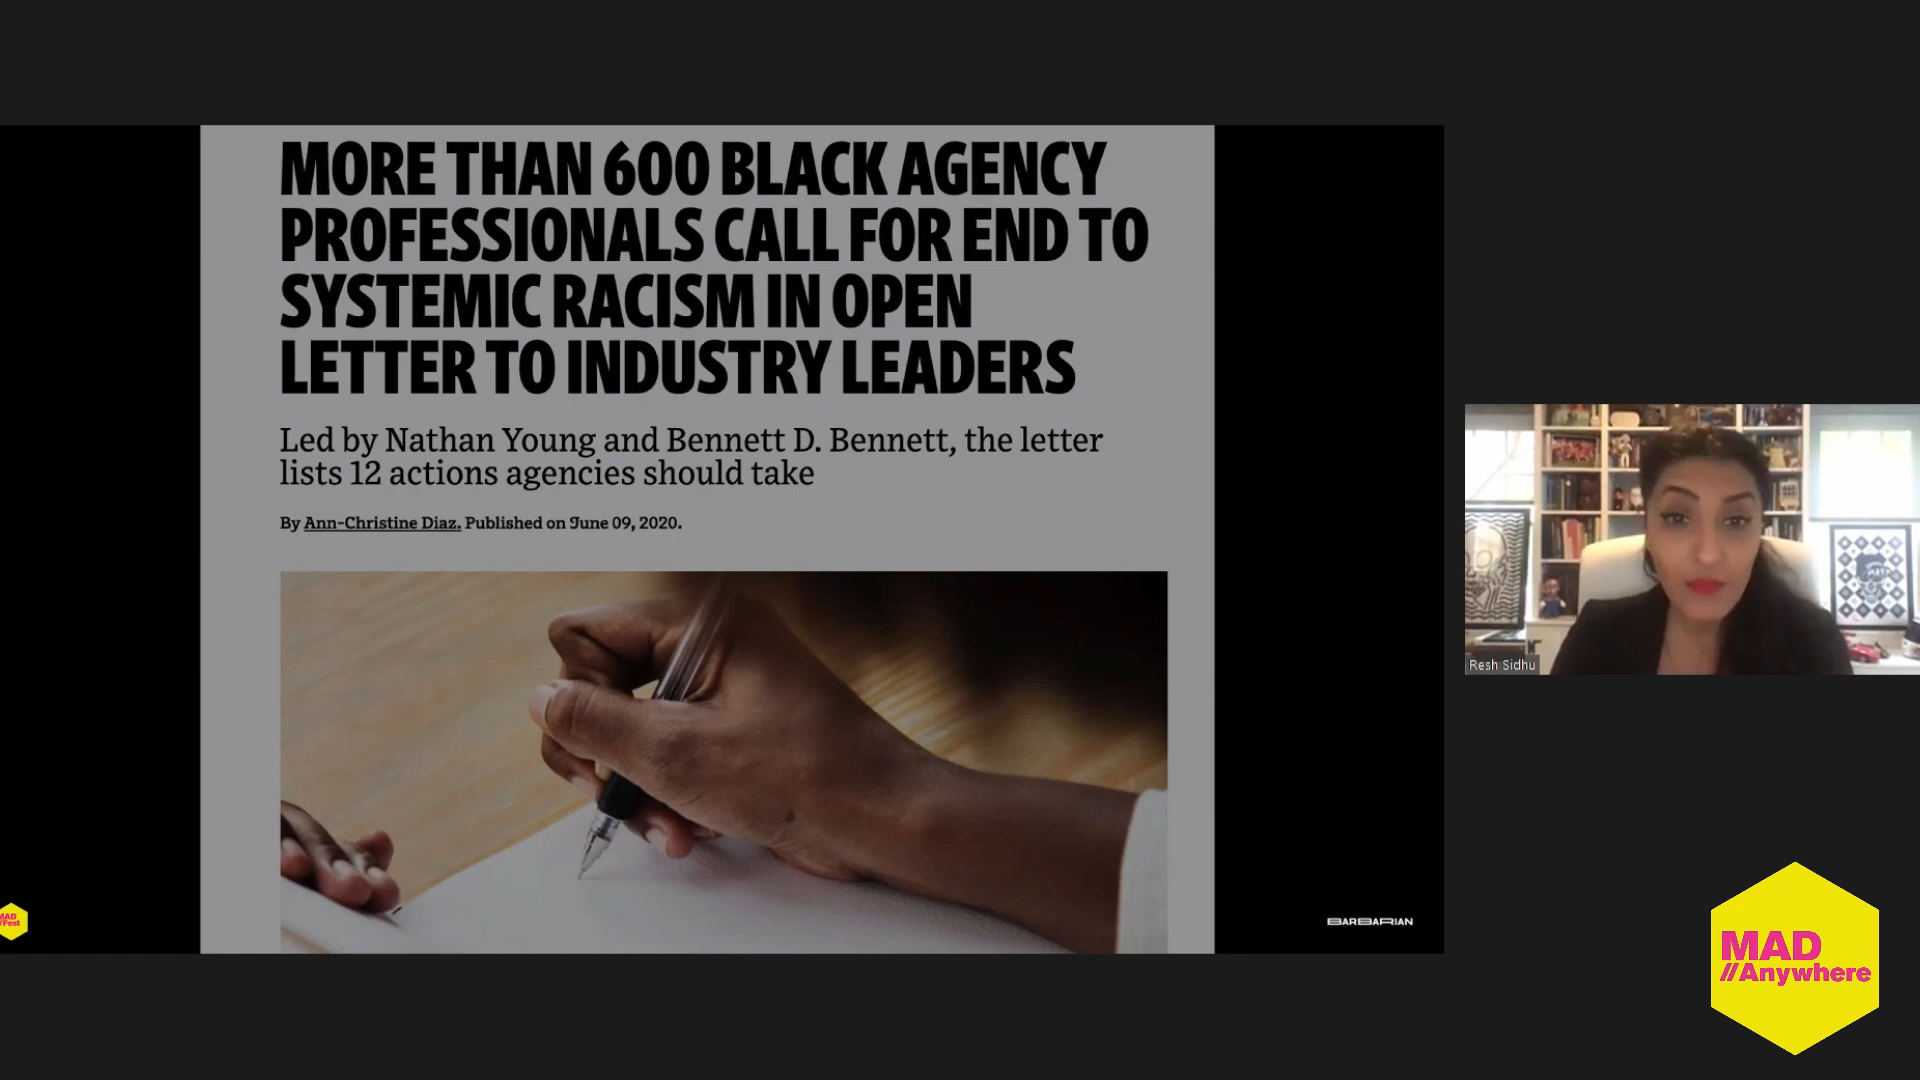 MORE THAN 600 BLACK AGENCY
PROFESSIONALS CALL FOR END TO
SYSTEMIC RACISM IN OPEN
LETTER TO INDUSTRY LEADERS
Led by Nathan Young and Bennett D. Bennett, the letter
lists 12 actions agencies should take
By Ann-Christine Diaz. Published on June 09, 2020.
Resh Sidhu
MAD
//Fest
BARBARIAN
MAD
//Anywhere